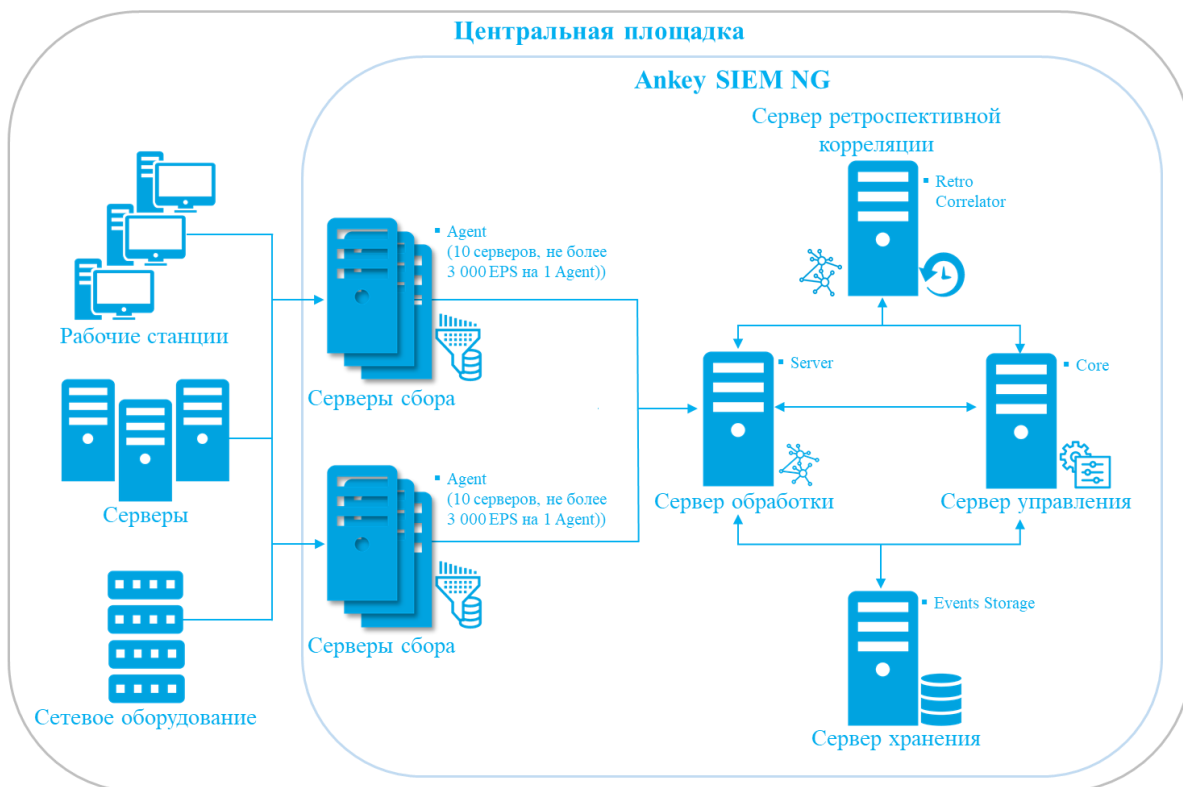 Центральная площадка
Ankey SIEM NG
Сервер ретроспективной
корреляции
▪ Retro
Correlator
▪ Agent
(10 серверов, не более
3 000 EPS на 1 Agent))
Рабочие станции
Серверы сбора
▪ Server
▪ Core
▪ Agent
(10 серверов, не более
3 000 EPS на 1 Agent))
Серверы
Сервер обработки
Сервер управления
▪ Events Storage
Серверы сбора
Сетевое оборудование
Сервер хранения